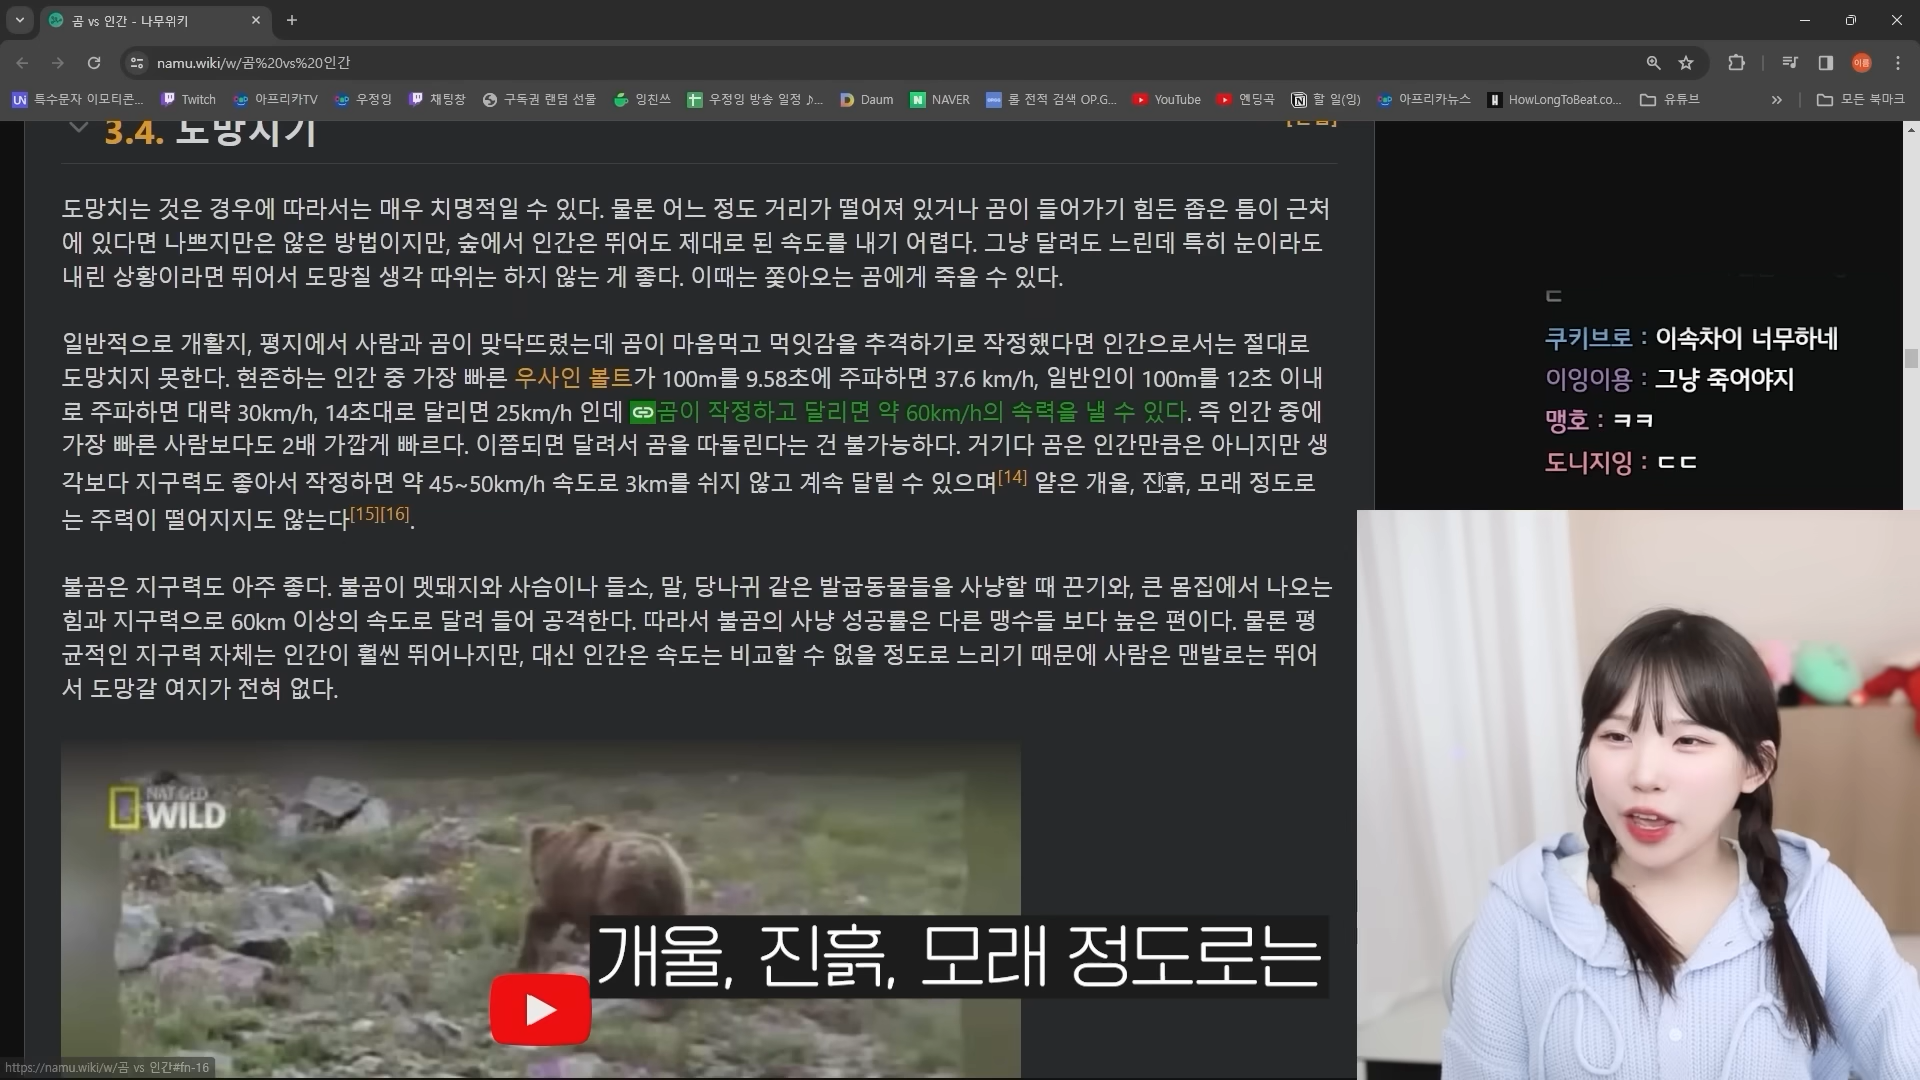 곰 vs 인간 - 나무위키
namu.wiki/w/곰%20vs%20인간
이름
특수문자 이모티콘...
Twitch
아프리카TV
우정잉
채팅창
구독권 랜덤 선물
잉친쓰
우정잉 방송 일정 ♪...
Daum
NAVER
롤 전적 검색 OP.G...
YouTube
옌딩곡
할 일(잉)
아프리카뉴스
HowLongToBeat.co...
유튜브
모든 북마크
3.4. 도망치기
[편집]
도망치는 것은 경우에 따라서는 매우 치명적일 수 있다. 물론 어느 정도 거리가 떨어져 있거나 곰이 들어가기 힘든 좁은 틈이 근처
에 있다면 나쁘지만은 않은 방법이지만, 숲에서 인간은 뛰어도 제대로 된 속도를 내기 어렵다. 그냥 달려도 느린데 특히 눈이라도
내린 상황이라면 뛰어서 도망칠 생각 따위는 하지 않는 게 좋다. 이때는 쫓아오는 곰에게 죽을 수 있다.
일반적으로 개활지, 평지에서 사람과 곰이 맞닥뜨렸는데 곰이 마음먹고 먹잇감을 추격하기로 작정했다면 인간으로서는 절대로
도망치지 못한다. 현존하는 인간 중 가장 빠른 우사인 볼트가 100m를 9.58초에 주파하면 37.6 km/h, 일반인이 100m를 12초 이내
로 주파하면 대략 30km/h, 14초대로 달리면 25km/h 인데 곰이 작정하고 달리면 약 60km/h의 속력을 낼 수 있다. 즉 인간 중에
가장 빠른 사람보다도 2배 가깝게 빠르다. 이쯤되면 달려서 곰을 따돌린다는 건 불가능하다. 거기다 곰은 인간만큼은 아니지만 생
각보다 지구력도 좋아서 작정하면 약 45~50km/h 속도로 3km를 쉬지 않고 계속 달릴 수 있으며[14] 얕은 개울, 진흙, 모래 정도로
는 주력이 떨어지지도 않는다[15][16].
불곰은 지구력도 아주 좋다. 불곰이 멧돼지와 사슴이나 들소, 말, 당나귀 같은 발굽동물들을 사냥할 때 끈기와, 큰 몸집에서 나오는
힘과 지구력으로 60km 이상의 속도로 달려 들어 공격한다. 따라서 불곰의 사냥 성공률은 다른 맹수들 보다 높은 편이다. 물론 평
균적인 지구력 자체는 인간이 훨씬 뛰어나지만, 대신 인간은 속도는 비교할 수 없을 정도로 느리기 때문에 사람은 맨발로는 뛰어
서 도망갈 여지가 전혀 없다.
ㄷ
쿠키브로 : 이속차이 너무하네
이잉이용 : 그냥 죽어야지
맹호 : ㅋㅋ
도니지잉 : ㄷㄷ
NAT GEO
WILD
개울, 진흙, 모래 정도로는
https://namu.wiki/w/곰 vs 인간#fn-16